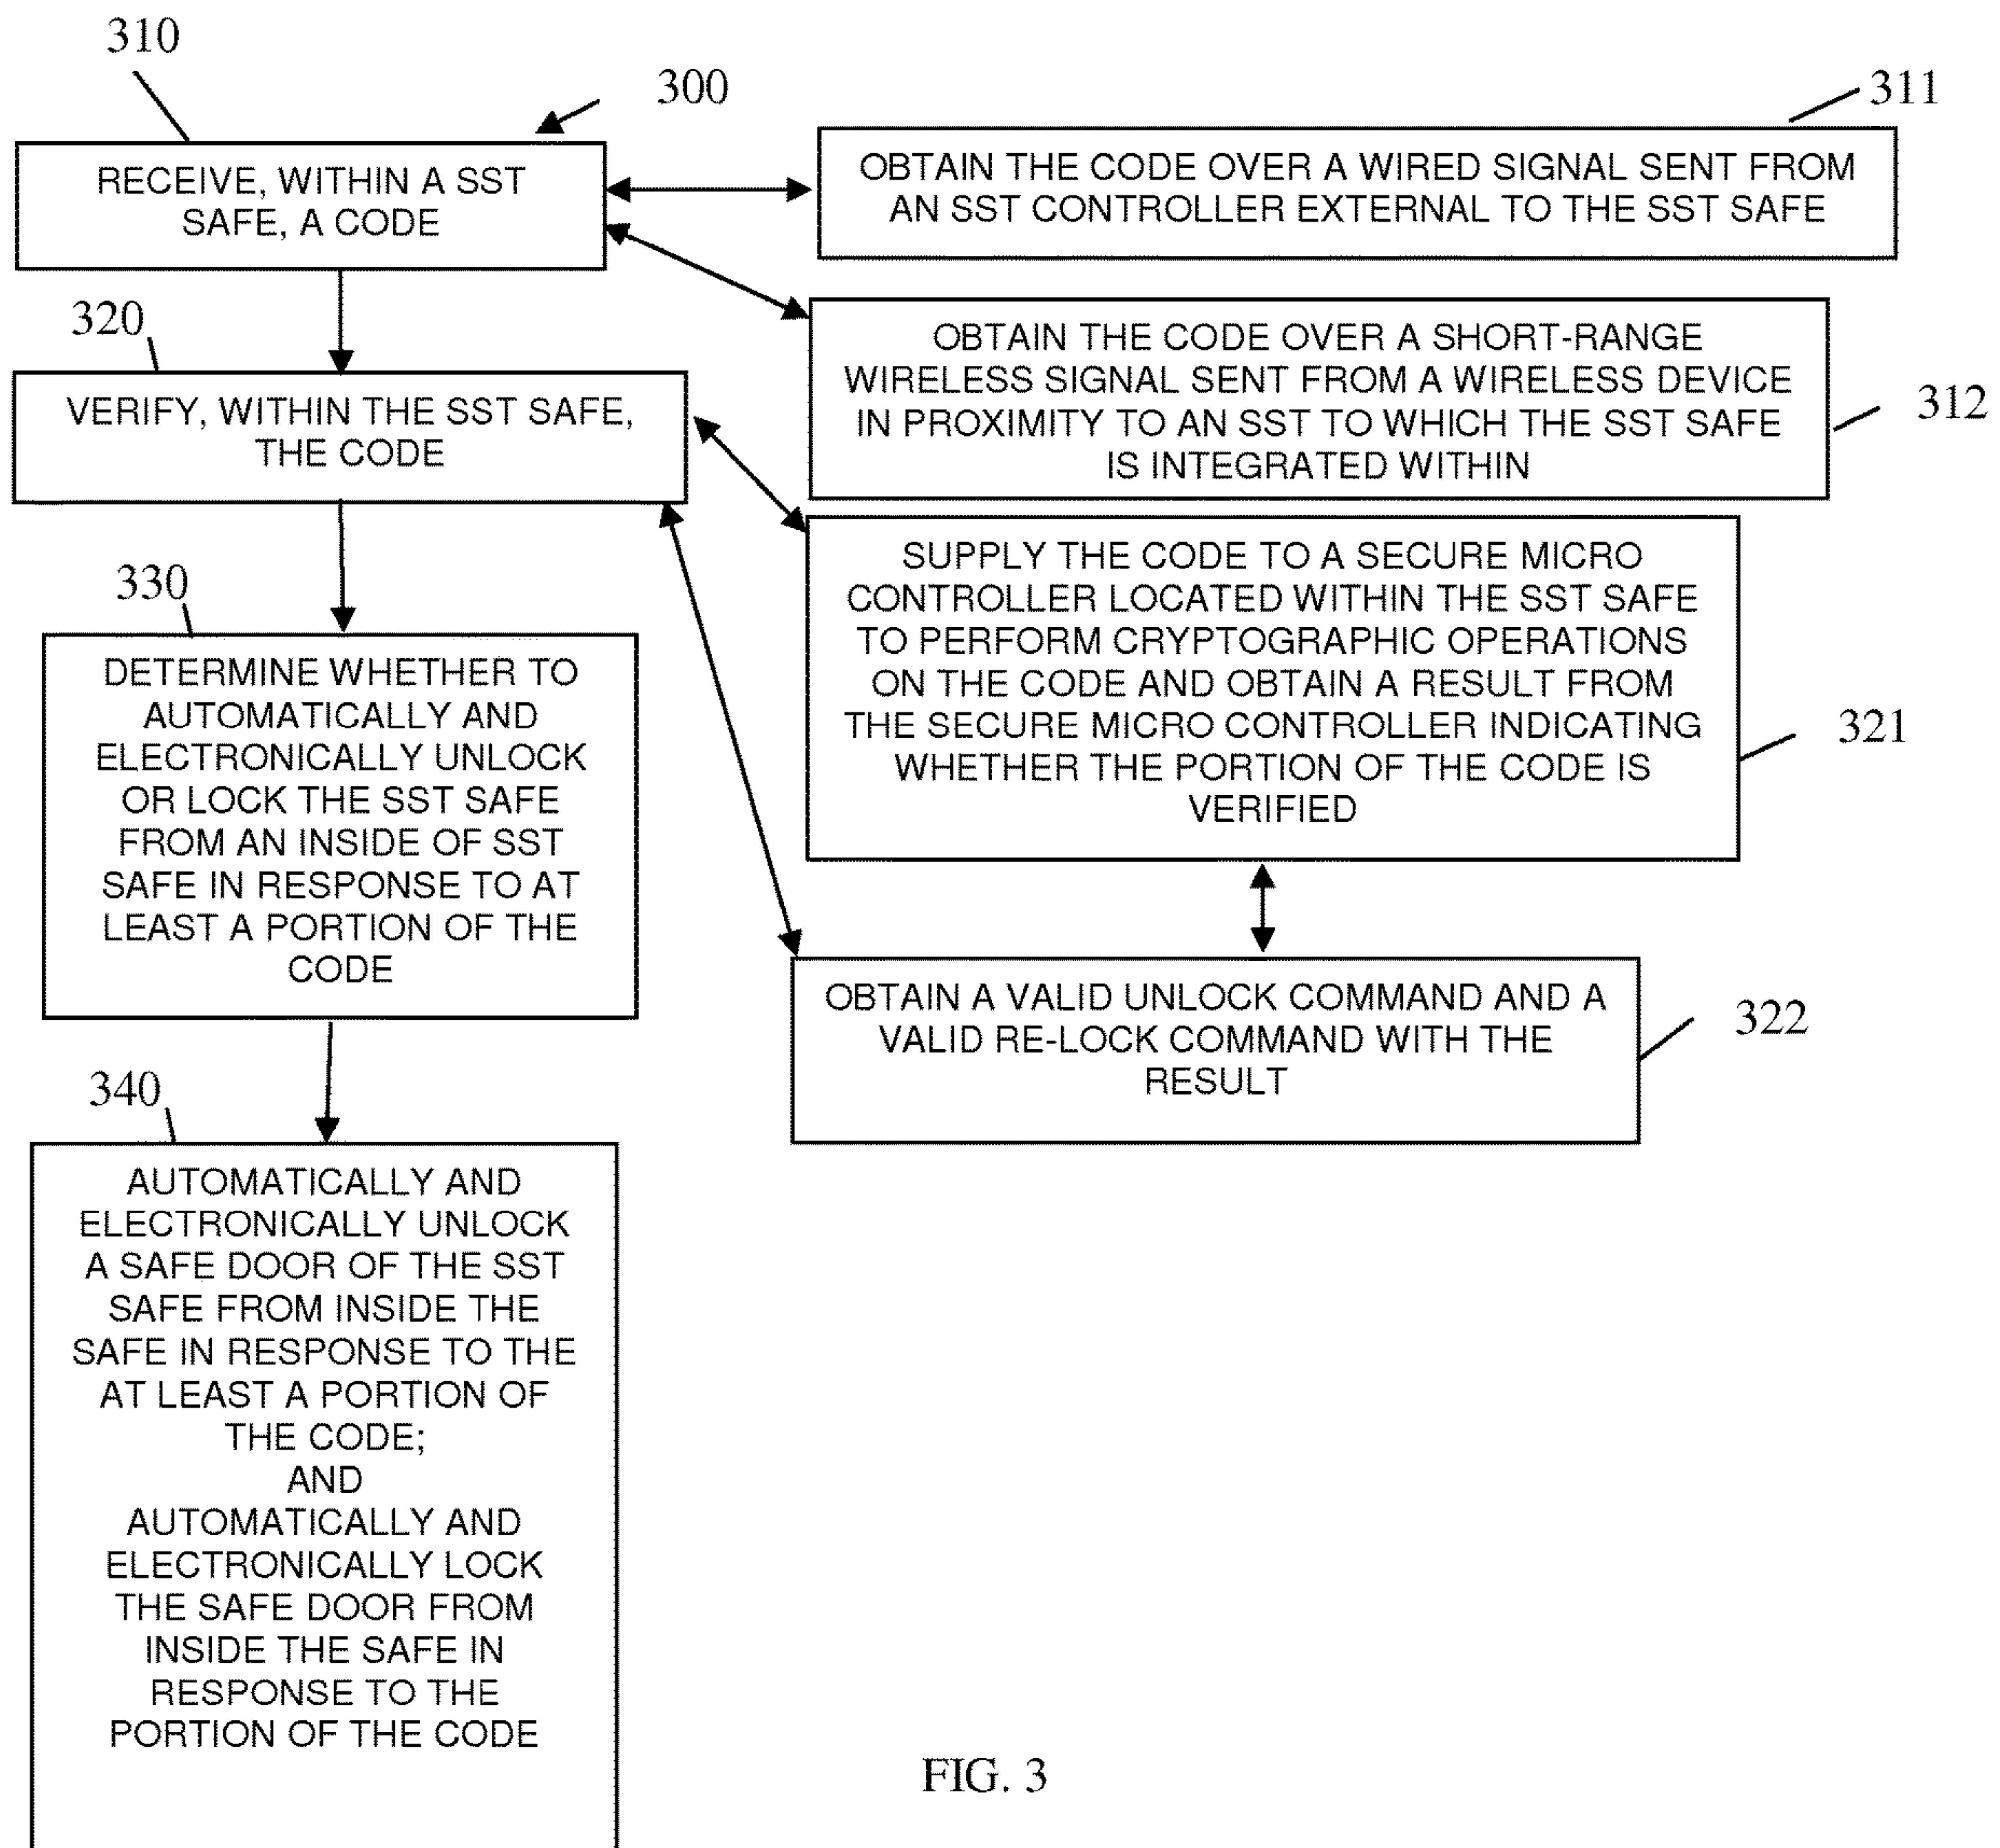 310
300
311
RECEIVE, WITHIN A SST
SAFE, A CODE
OBTAIN THE CODE OVER A WIRED SIGNAL SENT FROM
AN SST CONTROLLER EXTERNAL TO THE SST SAFE
320
VERIFY, WITHIN THE SST SAFE,
THE CODE
OBTAIN THE CODE OVER A SHORT-RANGE
WIRELESS SIGNAL SENT FROM A WIRELESS DEVICE
IN PROXIMITY TO AN SST TO WHICH THE SST SAFE
IS INTEGRATED WITHIN
312
330
DETERMINE WHETHER TO
AUTOMATICALLY AND
ELECTRONICALLY UNLOCK
OR LOCK THE SST SAFE
FROM AN INSIDE OF SST
SAFE IN RESPONSE TO AT
LEAST A PORTION OF THE
CODE
SUPPLY THE CODE TO A SECURE MICRO
CONTROLLER LOCATED WITHIN THE SST SAFE
TO PERFORM CRYPTOGRAPHIC OPERATIONS
ON THE CODE AND OBTAIN A RESULT FROM
THE SECURE MICRO CONTROLLER INDICATING
WHETHER THE PORTION OF THE CODE IS
VERIFIED
321
OBTAIN A VALID UNLOCK COMMAND AND A
VALID RE-LOCK COMMAND WITH THE
RESULT
322
340
AUTOMATICALLY AND
ELECTRONICALLY UNLOCK
A SAFE DOOR OF THE SST
SAFE FROM INSIDE THE
SAFE IN RESPONSE TO THE
AT LEAST A PORTION OF
THE CODE;
AND
AUTOMATICALLY AND
ELECTRONICALLY LOCK
THE SAFE DOOR FROM
INSIDE THE SAFE IN
RESPONSE TO THE
PORTION OF THE CODE
FIG. 3